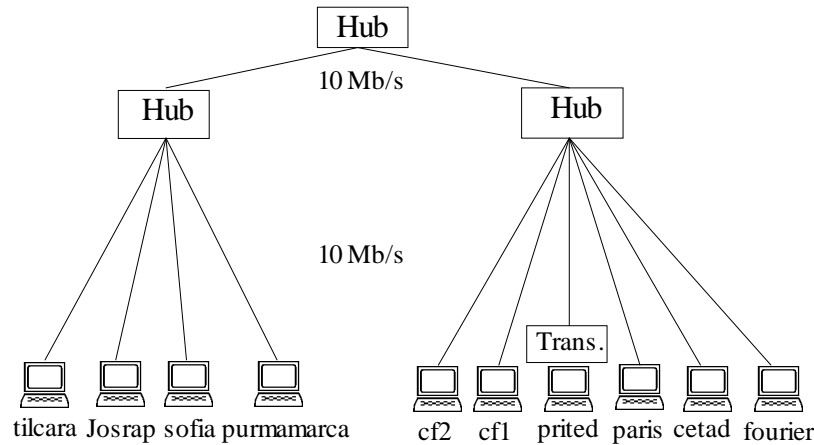 Hub
10 Mb/s
Hub
Hub
10 Mb/s
Trans.
tilcara Josrap sofia purmamarca
cf2 cf1 prited paris cetad fourier